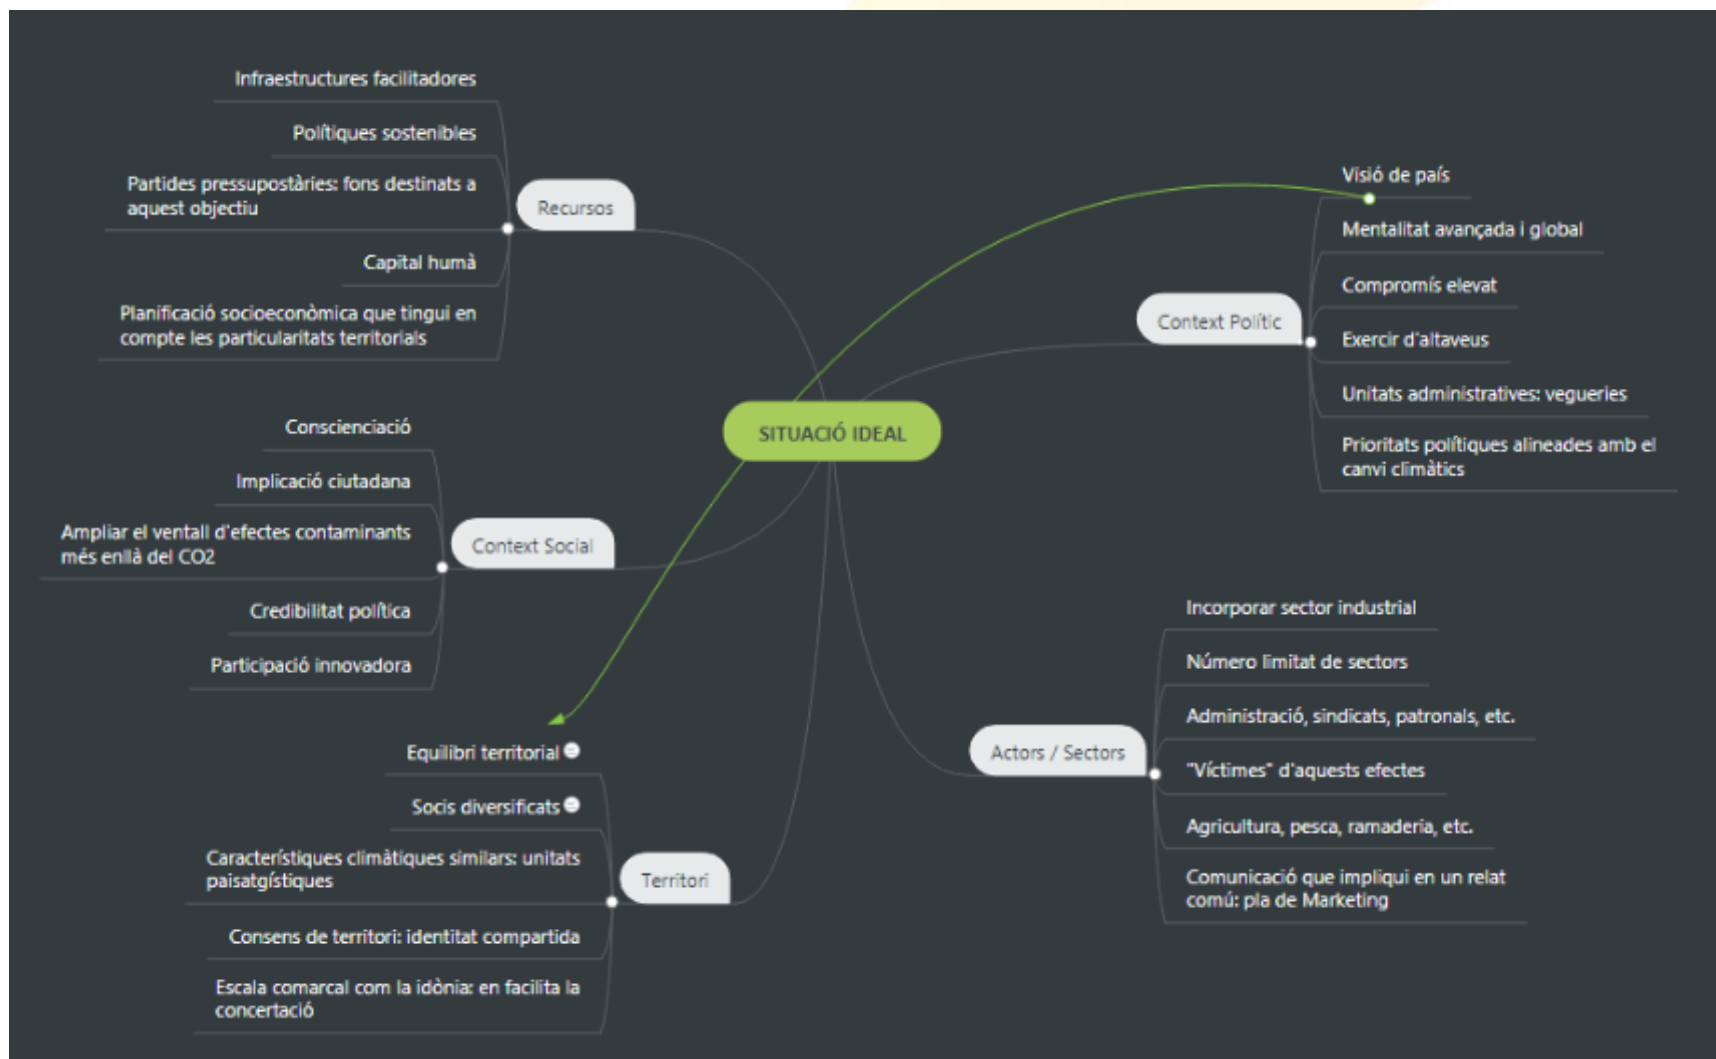 Infraestructures facilitadores
Polítiques sostenibles
Partides pressupostàries: fons destinats a
aquest objectiu
Capital humà
Planificació socioeconòmica que tingui en
compte les particularitats territorials
Recursos
Conscienciació
Implicació ciutadana
Ampliar el ventall d'efectes contaminants
més enllà del CO2
Credibilitat política
Participació innovadora
Context Social
Equilibri territorial
Socis diversificats
Característiques climàtiques similars: unitats
paisatgístiques
Consens de territori: identitat compartida
Escala comarcal com la idònia: en facilita la
concertació
Territori
SITUACIÓ IDEAL
Context Polític
Visió de país
Mentalitat avançada i global
Compromís elevat
Exercir d'altaveus
Unitats administratives: vegueries
Prioritats polítiques alineades amb el
canvi climàtics
Actors / Sectors
Incorporar sector industrial
Número limitat de sectors
Administració, sindicats, patronals, etc.
"Víctimes" d'aquests efectes
Agricultura, pesca, ramaderia, etc.
Comunicació que impliqui en un relat
comú: pla de Marketing